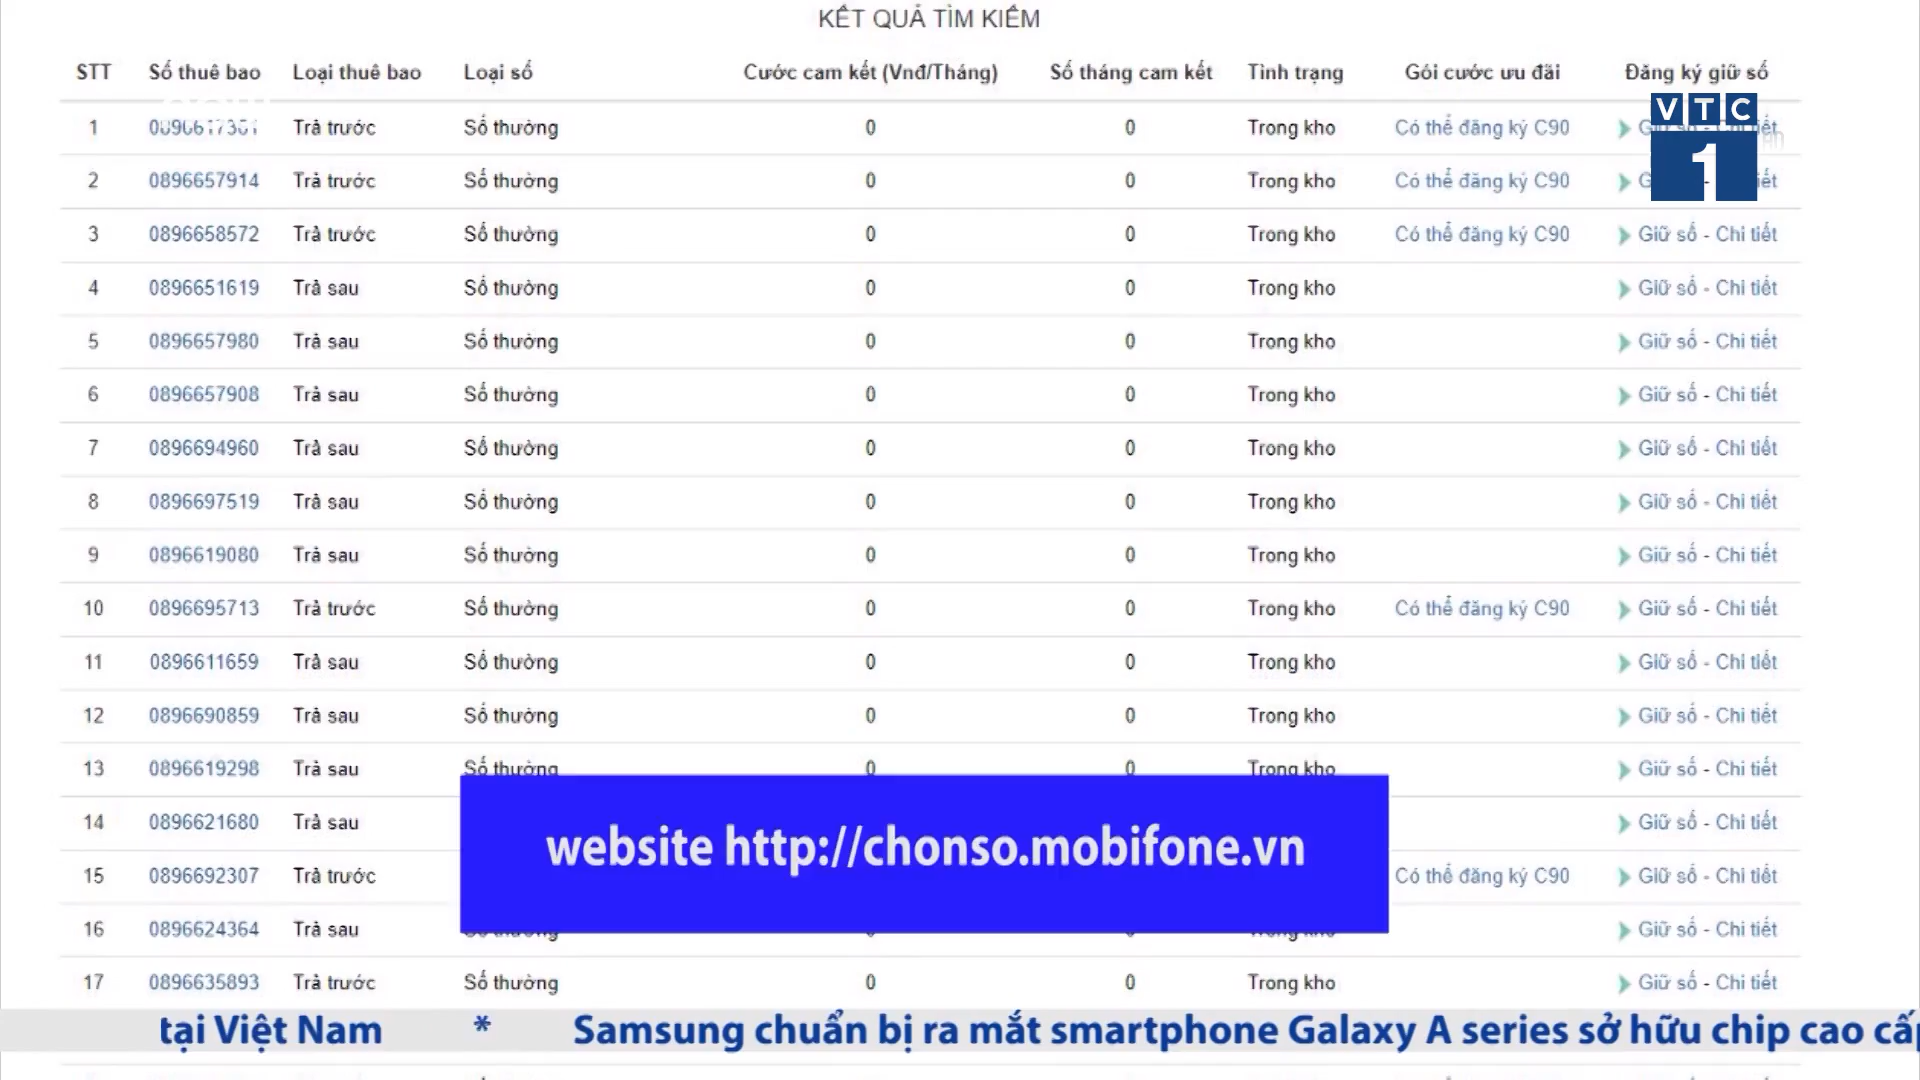 KẾT QUẢ TÌM KIẾM
STT Số thuê bao Loại thuê bao Loại số Cước cam kết (Vnđ/Tháng) Số tháng cam kết Tình trạng Gói cước ưu đãi Đăng ký giữ số
VTC
1
1 Trả trước Số thường 0 0 Trong kho Có thể đăng ký C90
2 0896657914 Trả trước Số thường 0 0 Trong kho Có thể đăng ký C90
3 0896658572 Trả trước Số thường 0 0 Trong kho Có thể đăng ký C90 Giữ số - Chi tiết
4 0896651619 Trả sau Số thường 0 0 Trong kho Giữ số - Chi tiết
5 0896657980 Trả sau Số thường 0 0 Trong kho Giữ số - Chi tiết
6 0896657908 Trả sau Số thường 0 0 Trong kho Giữ số - Chi tiết
7 0896694960 Trả sau Số thường 0 0 Trong kho Giữ số - Chi tiết
8 0896697519 Trả sau Số thường 0 0 Trong kho Giữ số - Chi tiết
9 0896619080 Trả sau Số thường 0 0 Trong kho Giữ số - Chi tiết
10 0896695713 Trả trước Số thường 0 0 Trong kho Có thể đăng ký C90 Giữ số - Chi tiết
11 0896611659 Trả sau Số thường 0 0 Trong kho Giữ số - Chi tiết
12 0896690859 Trả sau Số thường 0 0 Trong kho Giữ số - Chi tiết
13 0896619298 Trả sau Số thường 0 0 Trong kho Giữ số - Chi tiết
14 0896621680 Trả sau Giữ số - Chi tiết
website http://chonso.mobifone.vn
15 0896692307 Trả trước Có thể đăng ký C90 Giữ số - Chi tiết
16 0896624364 Trả sau Giữ số - Chi tiết
17 0896635893 Trả trước Số thường 0 0 Trong kho Giữ số - Chi tiết
tại Việt Nam * Samsung chuẩn bị ra mắt smartphone Galaxy A series sở hữu chip cao cấp